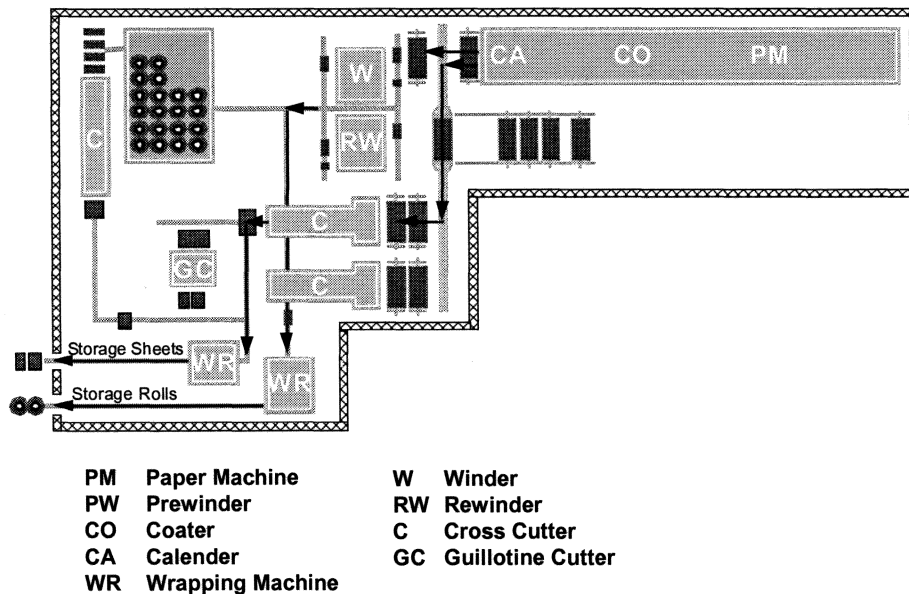 W
CA
CO
PM
C
RW
C
GC
C
Storage Sheets
WR
WR
Storage Rolls
PM Paper Machine
PW Prewinder
CO Coater
CA Calender
WR Wrapping Machine
W Winder
RW Rewinder
C Cross Cutter
GC Guillotine Cutter